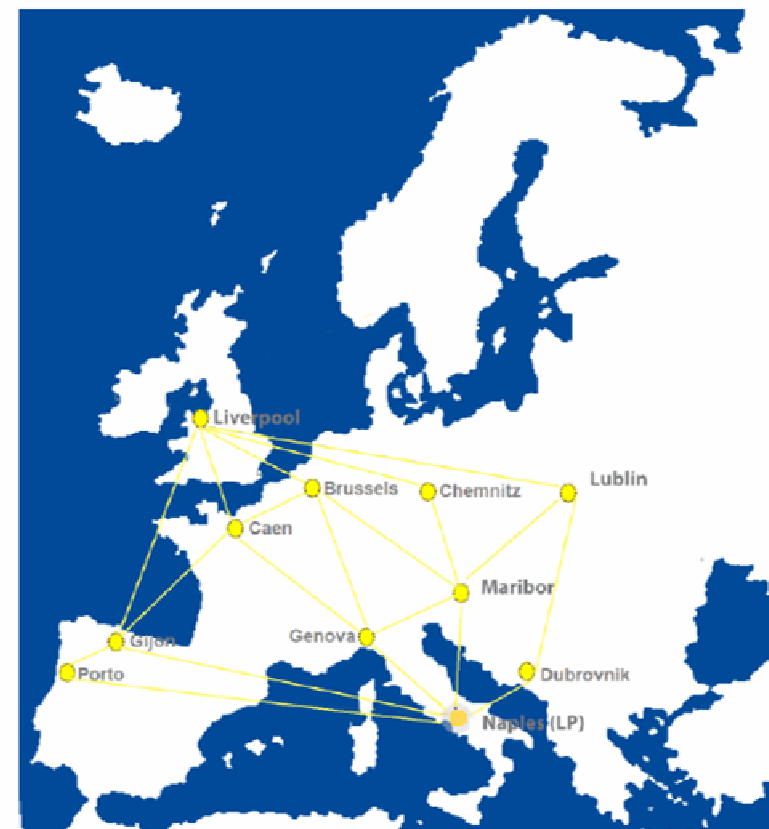 Liverpool
Brussels
Chemnitz
Lublin
Caen
Maribor
Genova
Gijon
Porto
Dubrovnik
Naples (LP)